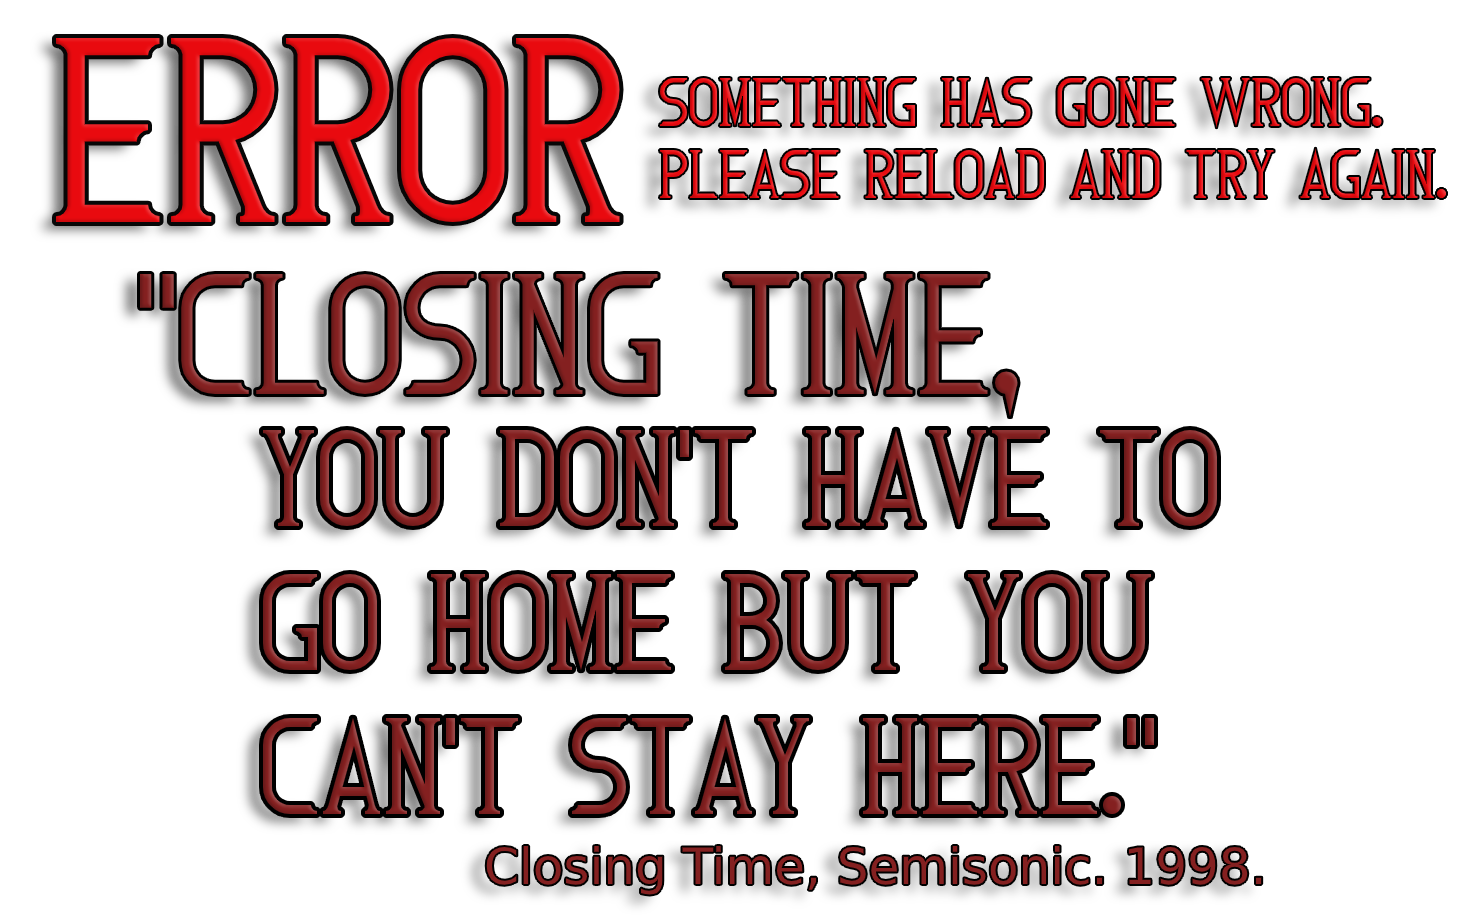 ERROR
SOMETHING HAS GONE WRONG.
PLEASE RELOAD AND TRY AGAIN.
"CLOSING TIME,
YOU DON'T HAVE TO
GO HOME BUT YOU
CAN'T STAY HERE."
Closing Time, Semisonic. 1998.